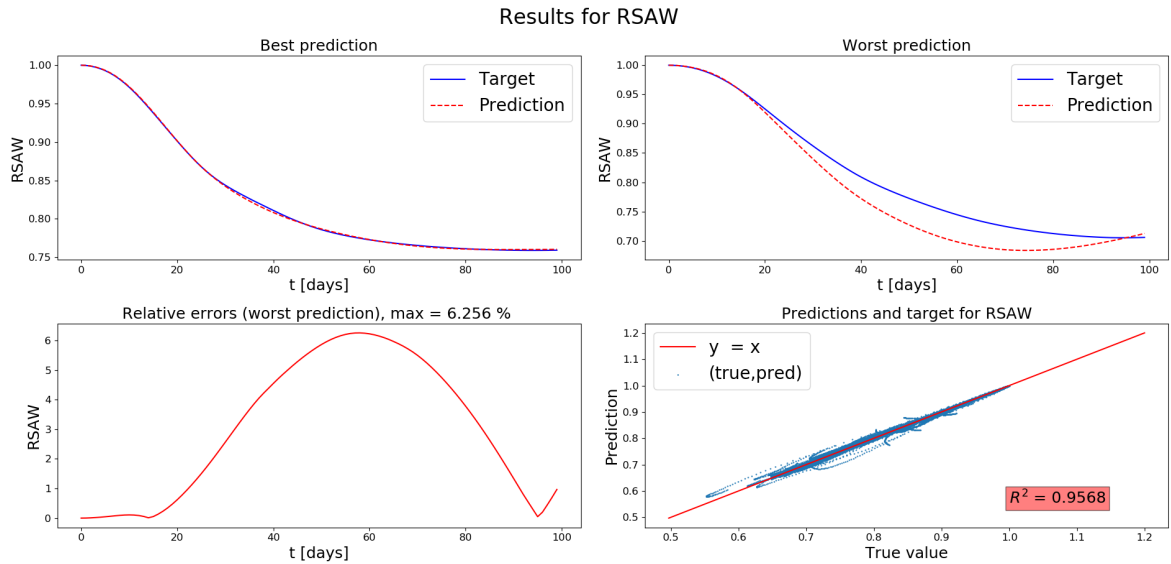 Results for RSAW
Best prediction
RSAW
1.00
0.95
0.90
0.85
0.80
0.75
Target
Prediction
0 20 40 60 80 100
t [days]
Worst prediction
RSAW
1.00
0.95
0.90
0.85
0.80
0.75
0.70
Target
Prediction
0 20 40 60 80 100
t [days]
Relative errors (worst prediction), max = 6.256 %
RSAW
6
5
4
3
2
1
0
0 20 40 60 80 100
t [days]
Predictions and target for RSAW
Prediction
1.2
1.1
1.0
0.9
0.8
0.7
0.6
0.5
y = x
(true,pred)
R² = 0.9568
0.5 0.6 0.7 0.8 0.9 1.0 1.1 1.2
True value